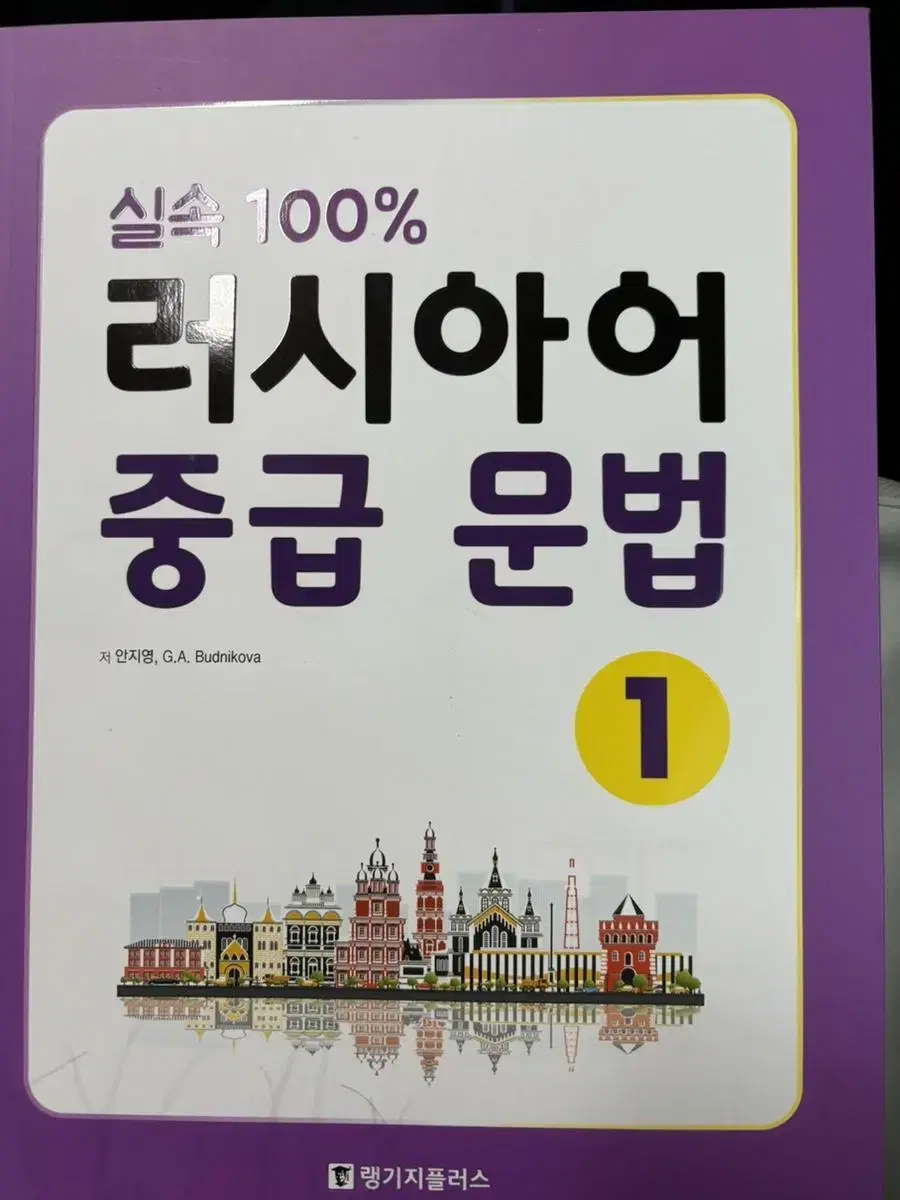 실속 100%
러시아어
중급 문법
저 안지영, G.A. Budnikova
1
랭기지플러스